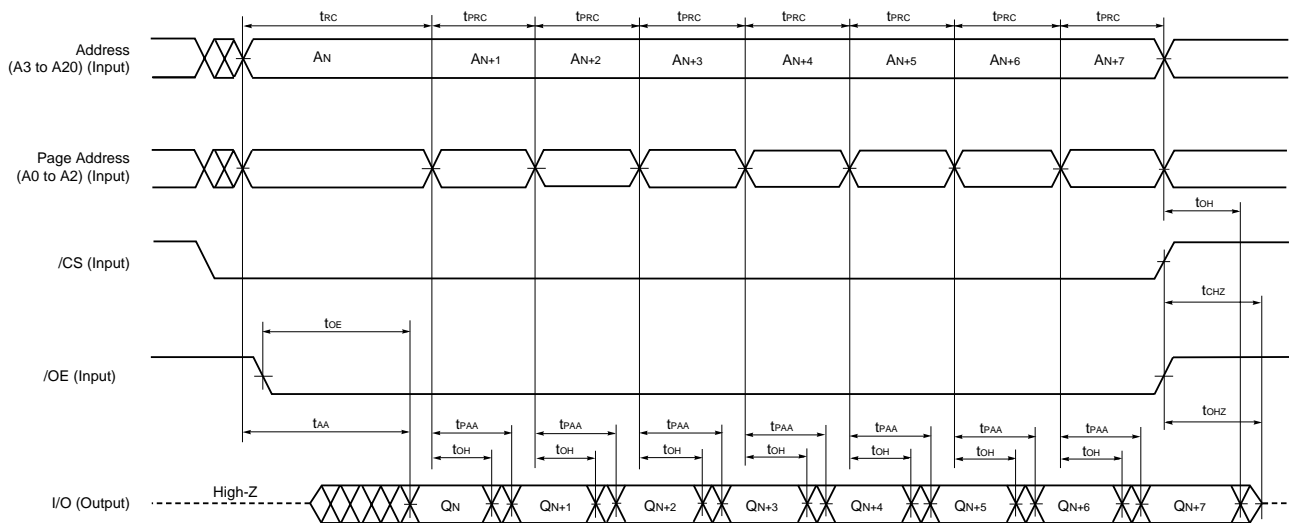 tRC tPRC tPRC tPRC tPRC tPRC tPRC tPRC
Address
(A3 to A20) (Input)
AN AN+1 AN+2 AN+3 AN+4 AN+5 AN+6 AN+7
Page Address
(A0 to A2) (Input)
tOH
/CS (Input)
tCHZ
tOE
/OE (Input)
tOHZ
tAA tPAA tPAA tPAA tPAA tPAA tPAA tPAA
tOH tOH tOH tOH tOH tOH tOH
High-Z
I/O (Output)
QN QN+1 QN+2 QN+3 QN+4 QN+5 QN+6 QN+7